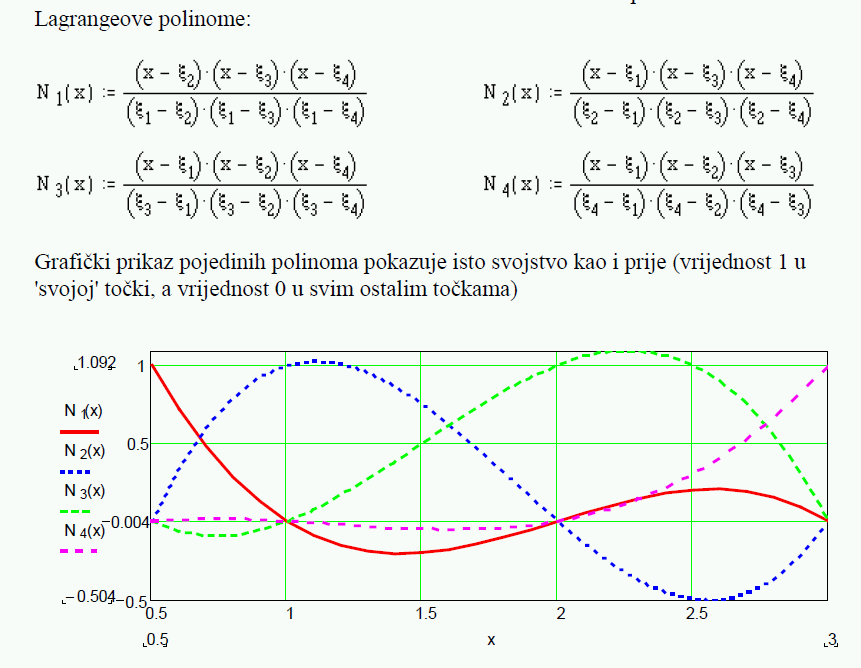 Lagrangeove polinome:
N 1(x) := (x − ξ2)·(x − ξ3)·(x − ξ4) / (ξ1 − ξ2)·(ξ1 − ξ3)·(ξ1 − ξ4)
N 2(x) := (x − ξ1)·(x − ξ3)·(x − ξ4) / (ξ2 − ξ1)·(ξ2 − ξ3)·(ξ2 − ξ4)
N 3(x) := (x − ξ1)·(x − ξ2)·(x − ξ4) / (ξ3 − ξ1)·(ξ3 − ξ2)·(ξ3 − ξ4)
N 4(x) := (x − ξ1)·(x − ξ2)·(x − ξ3) / (ξ4 − ξ1)·(ξ4 − ξ2)·(ξ4 − ξ3)
Grafički prikaz pojedinih polinoma pokazuje isto svojstvo kao i prije (vrijednost 1 u
'svojoj' točki, a vrijednost 0 u svim ostalim točkama)
1.092
1
N 1(x)
N 2(x)
0.5
N 3(x)
N 4(x)
−0.004
−0.504
−0.5
0.5 1 1.5 2 2.5
0.5 x 3